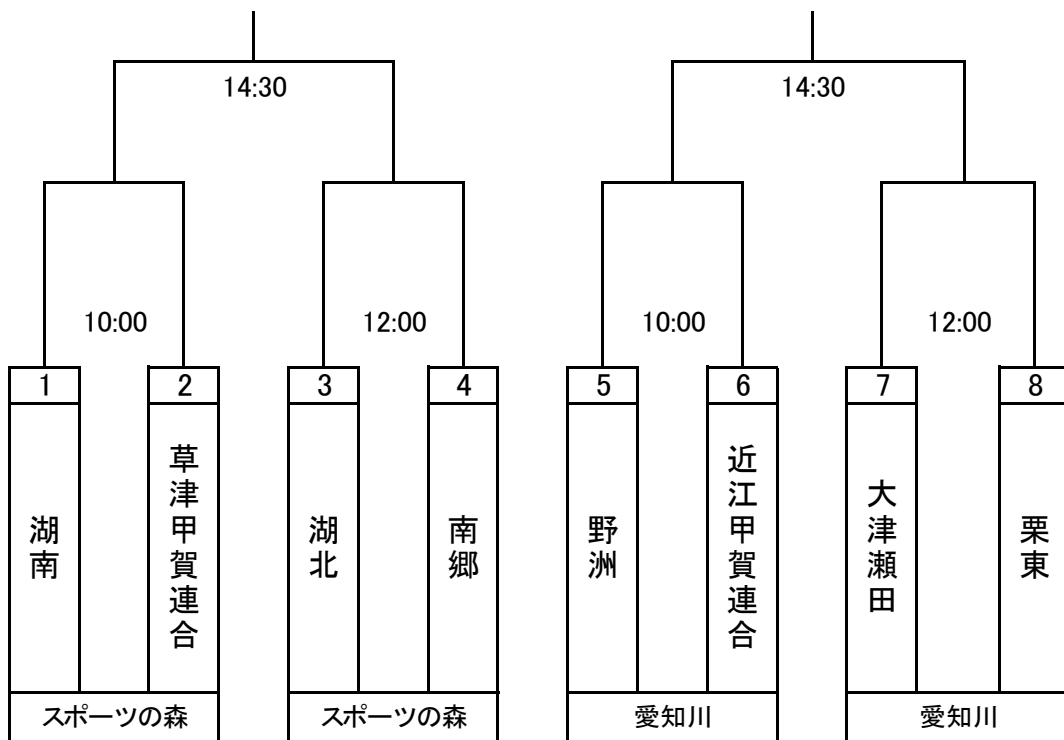 14:30
14:30
10:00
12:00
10:00
12:00
1
2
3
4
5
6
7
8
湖南
草津甲賀連合
湖北
南郷
野洲
近江甲賀連合
大津瀬田
栗東
スポーツの森
スポーツの森
愛知川
愛知川